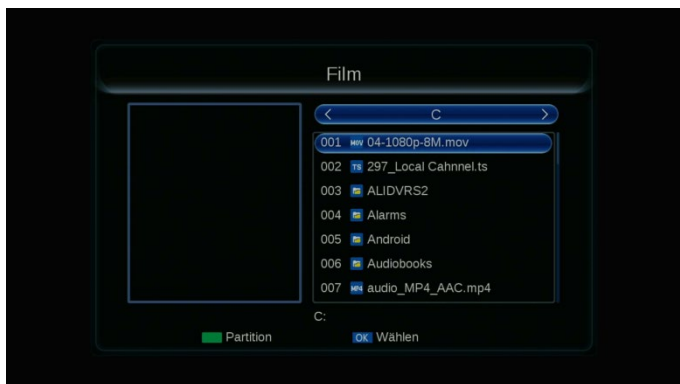 Film
< C >
001 MOV 04-1080p-8M.mov
002 TS 297_Local Cahnnel.ts
003 ALIDVRS2
004 Alarms
005 Android
006 Audiobooks
007 MP4 audio_MP4_AAC.mp4
C:
Partition OK Wählen